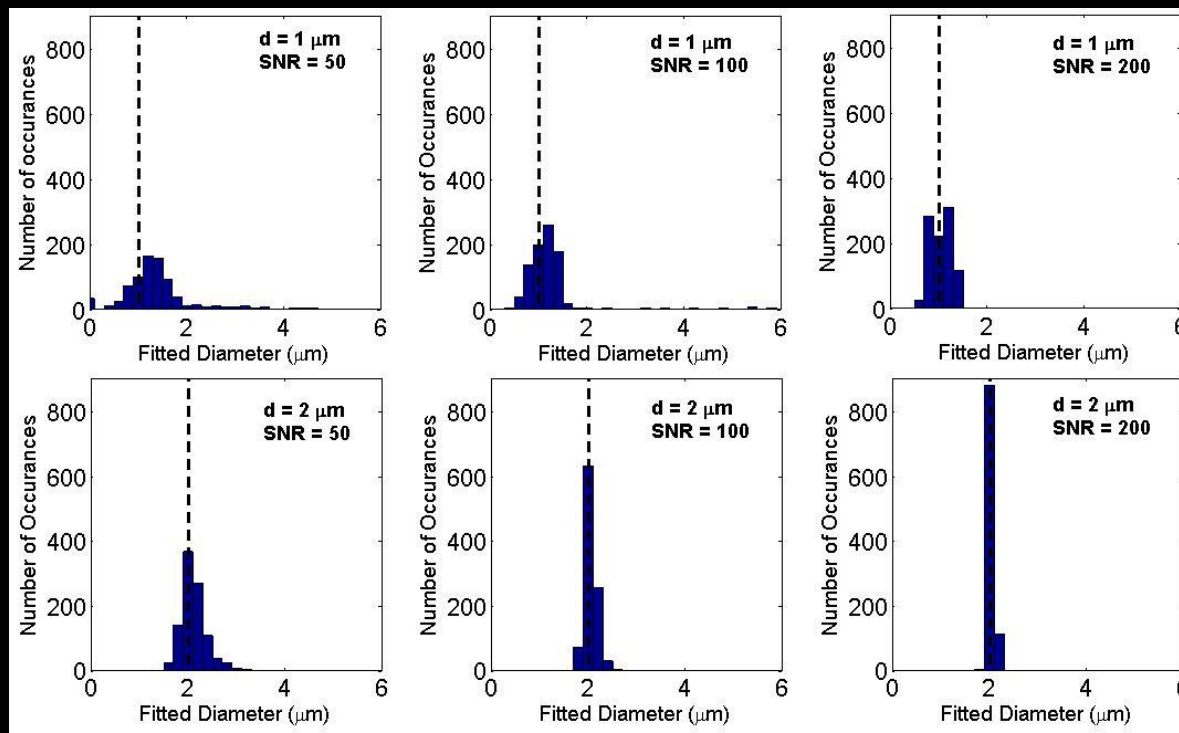 800
600
400
200
0
Number of occurances
d = 1 μm
SNR = 50
0 2 4 6
Fitted Diameter (μm)
800
600
400
200
0
Number of Occurances
d = 1 μm
SNR = 100
0 2 4 6
Fitted Diameter (μm)
800
600
400
200
0
Number of Occurances
d = 1 μm
SNR = 200
0 2 4 6
Fitted Diameter (μm)
800
600
400
200
0
Number of Occurances
d = 2 μm
SNR = 50
0 2 4 6
Fitted Diameter (μm)
800
600
400
200
0
Number of Occurances
d = 2 μm
SNR = 100
0 2 4 6
Fitted Diameter (μm)
800
600
400
200
0
Number of Occurances
d = 2 μm
SNR = 200
0 2 4 6
Fitted Diameter (μm)